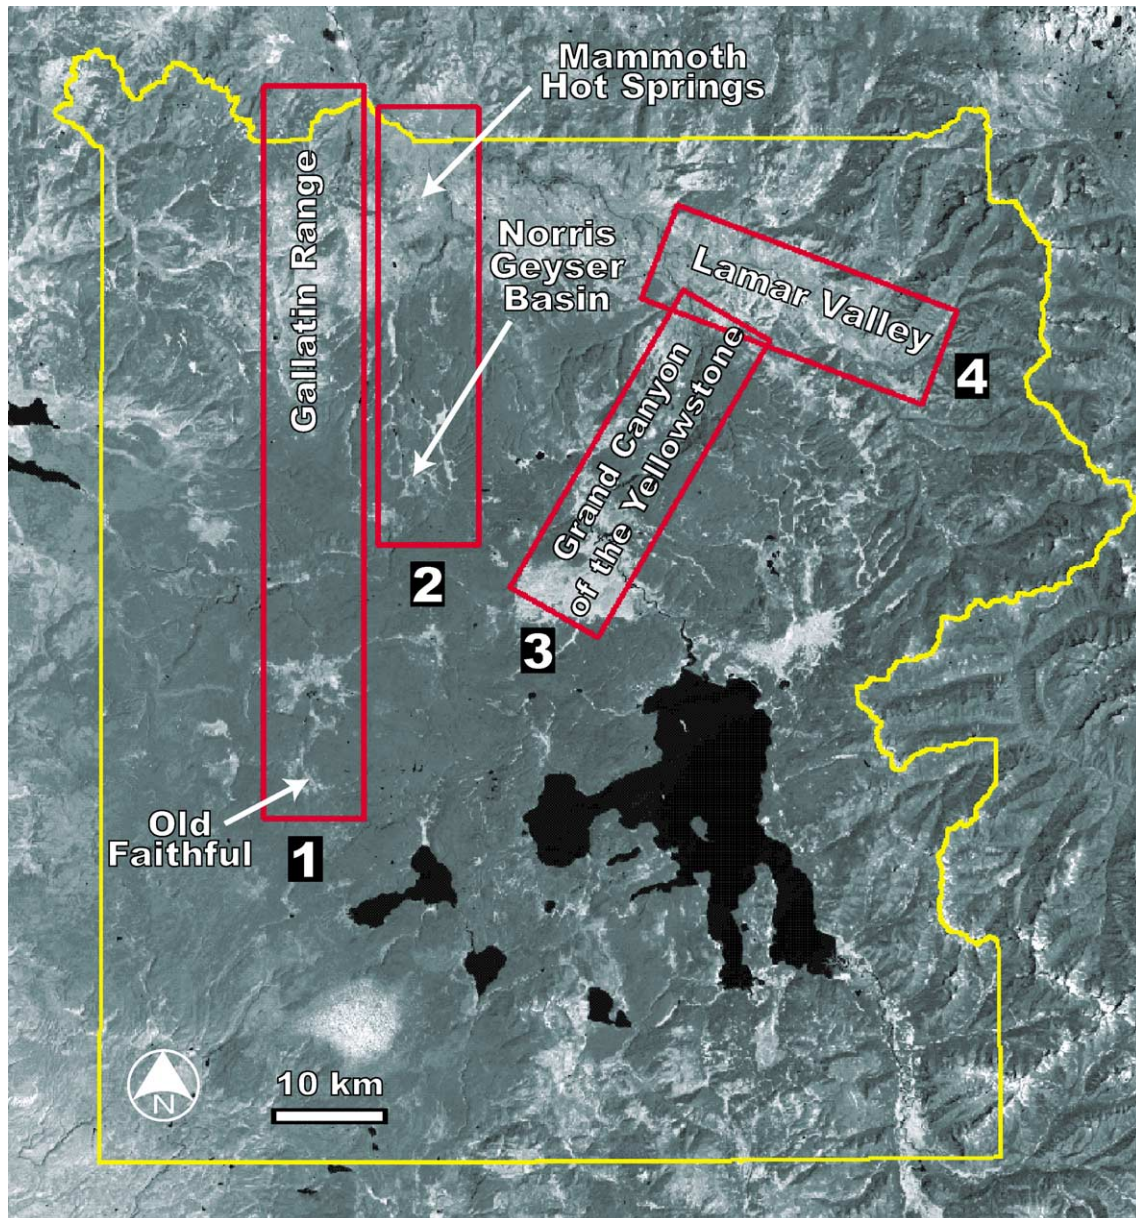 Mammoth
Hot Springs
Gallatin Range
Norris
Geyser
Basin
Lamar Valley
4
Grand Canyon
of the Yellowstone
2
3
Old
Faithful
1
N
10 km